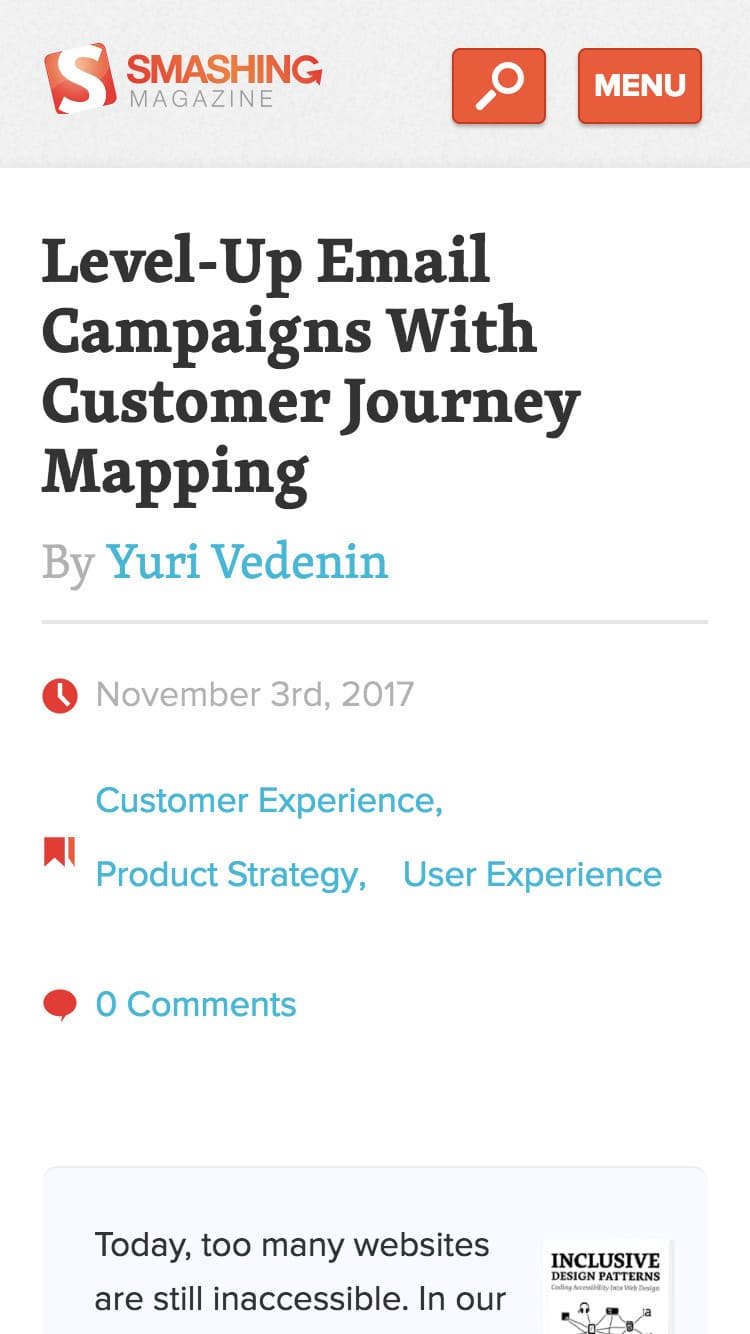 SMASHING
MAGAZINE
MENU
Level-Up Email
Campaigns With
Customer Journey
Mapping
By Yuri Vedenin
November 3rd, 2017
Customer Experience,
Product Strategy, User Experience
0 Comments
Today, too many websites
are still inaccessible. In our
INCLUSIVE
DESIGN PATTERNS
Coding Accessibility Into Web Design